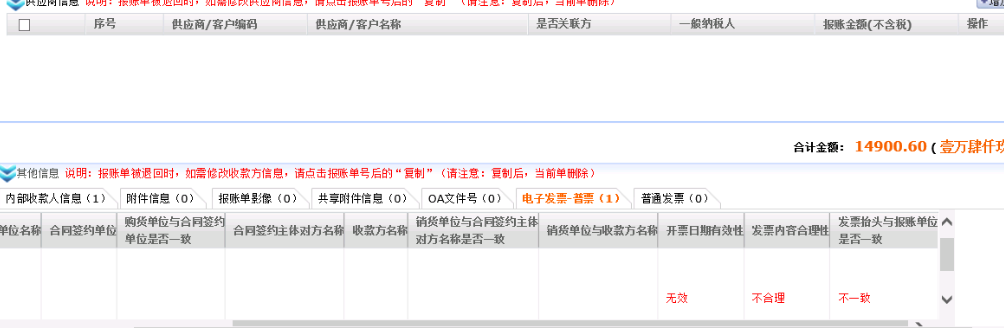 供应商信息 说明：报账单被退回时，如需修改供应商信息，请点击报账单号后的“复制”（请注意：复制后，当前单删除）
序号 供应商/客户编码 供应商/客户名称 是否关联方 一般纳税人 报账金额(不含税) 操作
合计金额： 14900.60 ( 壹万肆仟玖
其他信息 说明：报账单被退回时，如需修改收款方信息，请点击报账单号后的“复制”（请注意：复制后，当前单删除）
内部收款人信息（1） 附件信息（0） 报账单影像（0） 共享附件信息（0） OA文件号（0） 电子发票-普票（1） 普通发票（0）
单位名称 合同签约单位 购货单位与合同签约 合同签约主体对方名称 收款方名称 销货单位与合同签约主体 销货单位与收款方名称 开票日期有效性 发票内容合理性 发票抬头与报账单位
单位是否一致 对方名称是否一致 是否一致
无效 不合理 不一致